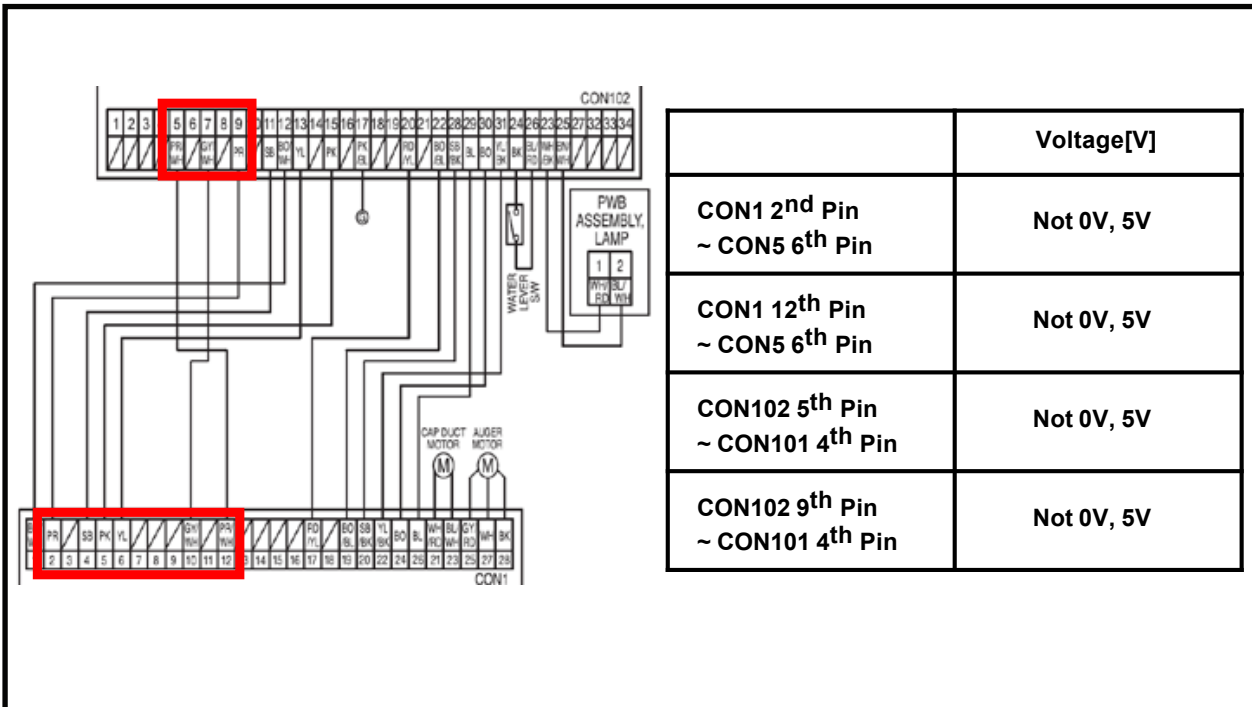 CON102
1 2 3 5 6 7 8 9 0 11 12 13 14 15 16 17 18 19 20 21 22 28 29 30 31 24 26 23 25 27 32 33 34
PR/WH GY/WH PR SB BO/WH YL PK PK/BL RD/YL BO/BL SB/BK BL BO YL/BK BK BL/RD WH/BK BN/WH
G
WATER
LEVER
S/W
PWB
ASSEMBLY,
LAMP
1 2
WH/RD BL/WH
CAP DUCT
MOTOR
M
AUGER
MOTOR
M
PR SB PK YL GY/WH PR/WH RD/YL BO/BL SB/BK YL/BK BO BL WH/RD BL/WH GY/RD WH BK
2 3 4 5 6 7 8 9 10 11 12 3 14 15 16 17 18 19 20 22 24 26 21 23 25 27 28
CON1
Voltage[V]
CON1 2nd Pin
~ CON5 6th Pin
Not 0V, 5V
CON1 12th Pin
~ CON5 6th Pin
Not 0V, 5V
CON102 5th Pin
~ CON101 4th Pin
Not 0V, 5V
CON102 9th Pin
~ CON101 4th Pin
Not 0V, 5V